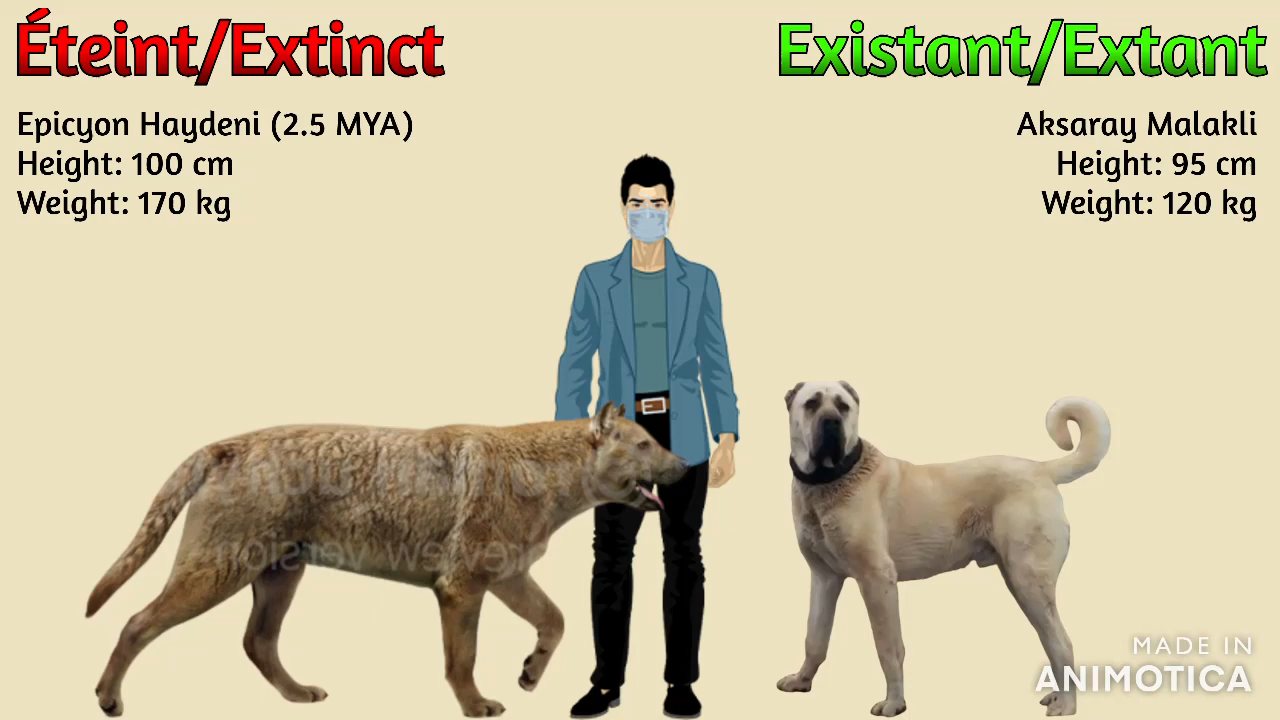 Éteint/Extinct
Epicyon Haydeni (2.5 MYA)
Height: 100 cm
Weight: 170 kg
Existant/Extant
Aksaray Malakli
Height: 95 cm
Weight: 120 kg
MADE IN
ANIMOTICA